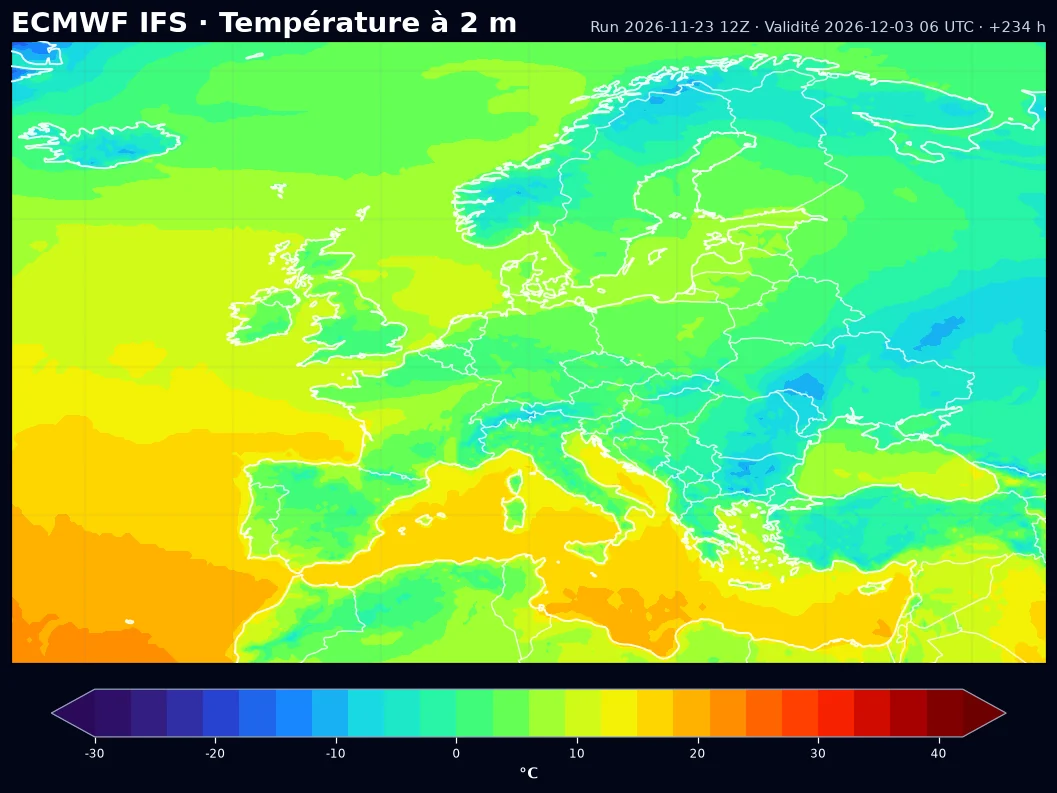 ECMWF IFS · Température à 2 m
Run 2026-11-23 12Z · Validité 2026-12-03 06 UTC · +234 h
-30 -20 -10 0 10 20 30 40
°C